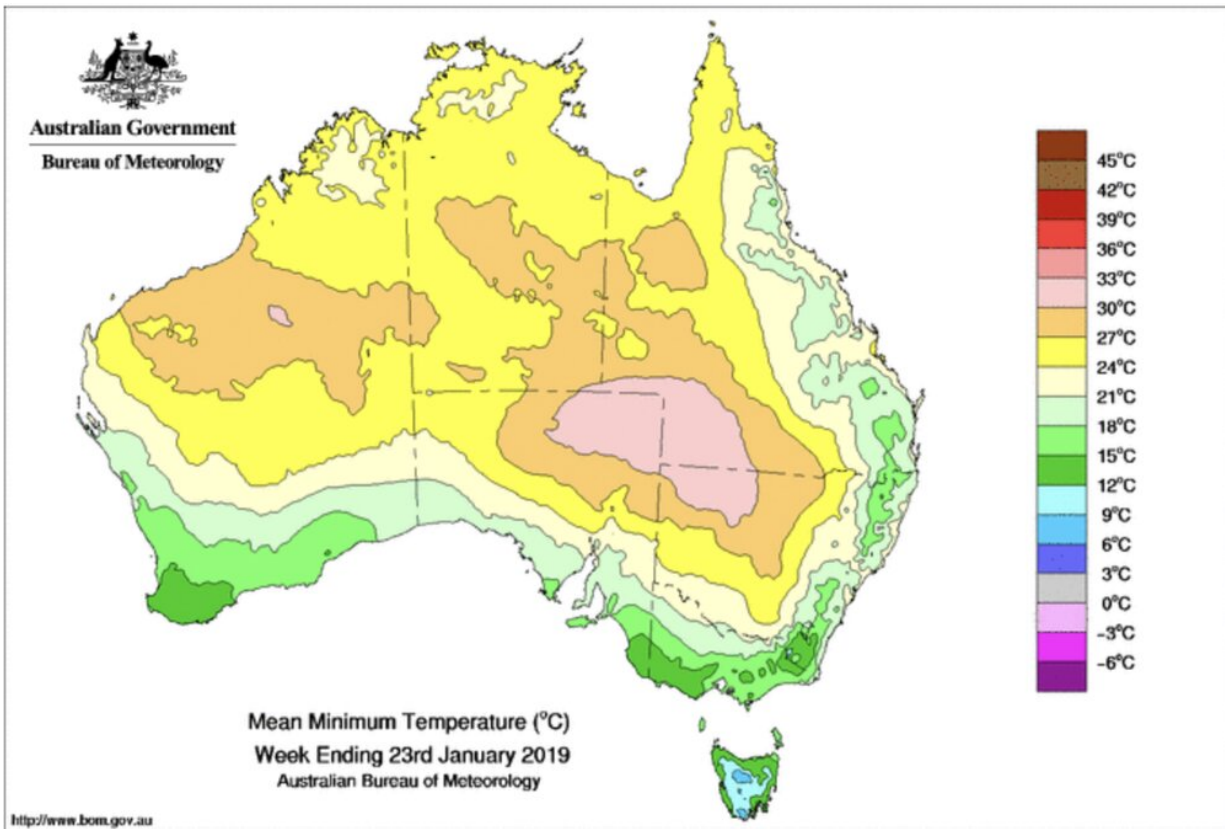 Australian Government
Bureau of Meteorology
45°C
42°C
39°C
36°C
33°C
30°C
27°C
24°C
21°C
18°C
15°C
12°C
9°C
6°C
3°C
0°C
-3°C
-6°C
Mean Minimum Temperature (°C)
Week Ending 23rd January 2019
Australian Bureau of Meteorology
http://www.bom.gov.au